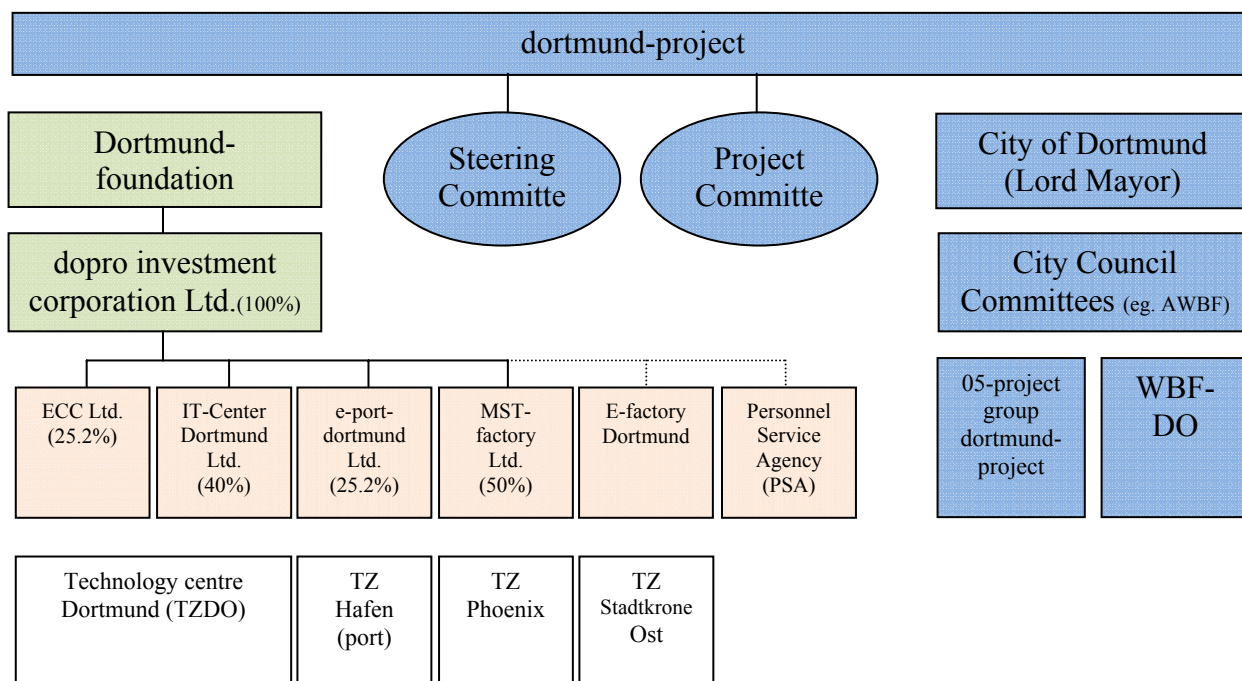 dortmund-project
Dortmund-
foundation
Steering
Committe
Project
Committe
City of Dortmund
(Lord Mayor)
dopro investment
corporation Ltd.(100%)
City Council
Committees (eg. AWBF)
ECC Ltd.
(25.2%)
IT-Center
Dortmund
Ltd.
(40%)
e-port-
dortmund
Ltd.
(25.2%)
MST-
factory
Ltd.
(50%)
E-factory
Dortmund
Personnel
Service
Agency
(PSA)
05-project
group
dortmund-
project
WBF-
DO
Technology centre
Dortmund (TZDO)
TZ
Hafen
(port)
TZ
Phoenix
TZ
Stadtkrone
Ost